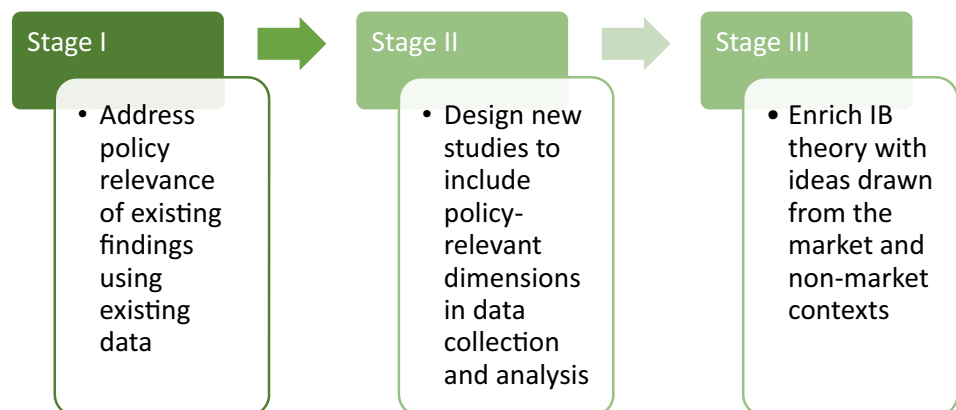 Stage I
• Address
policy
relevance
of existing
findings
using
existing
data
Stage II
• Design new
studies to
include
policy-
relevant
dimensions
in data
collection
and analysis
Stage III
• Enrich IB
theory with
ideas drawn
from the
market and
non-market
contexts